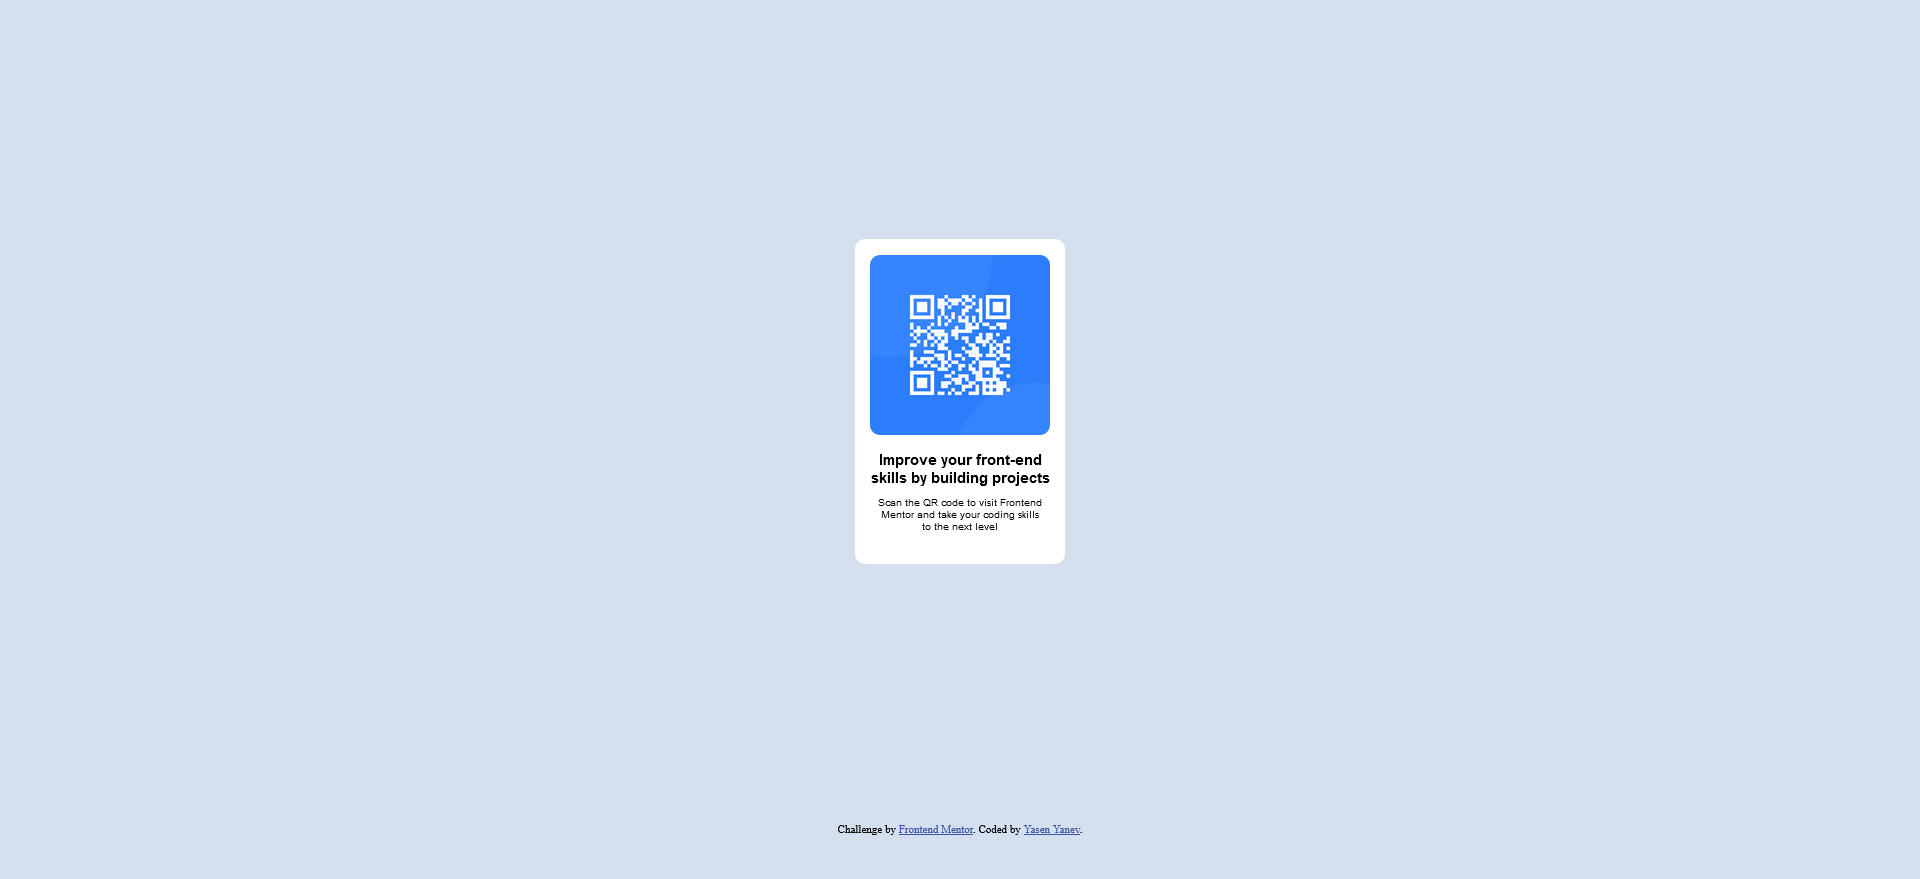 Improve your front-end
skills by building projects
Scan the QR code to visit Frontend
Mentor and take your coding skills
to the next level
Challenge by Frontend Mentor. Coded by Yasen Yanev.